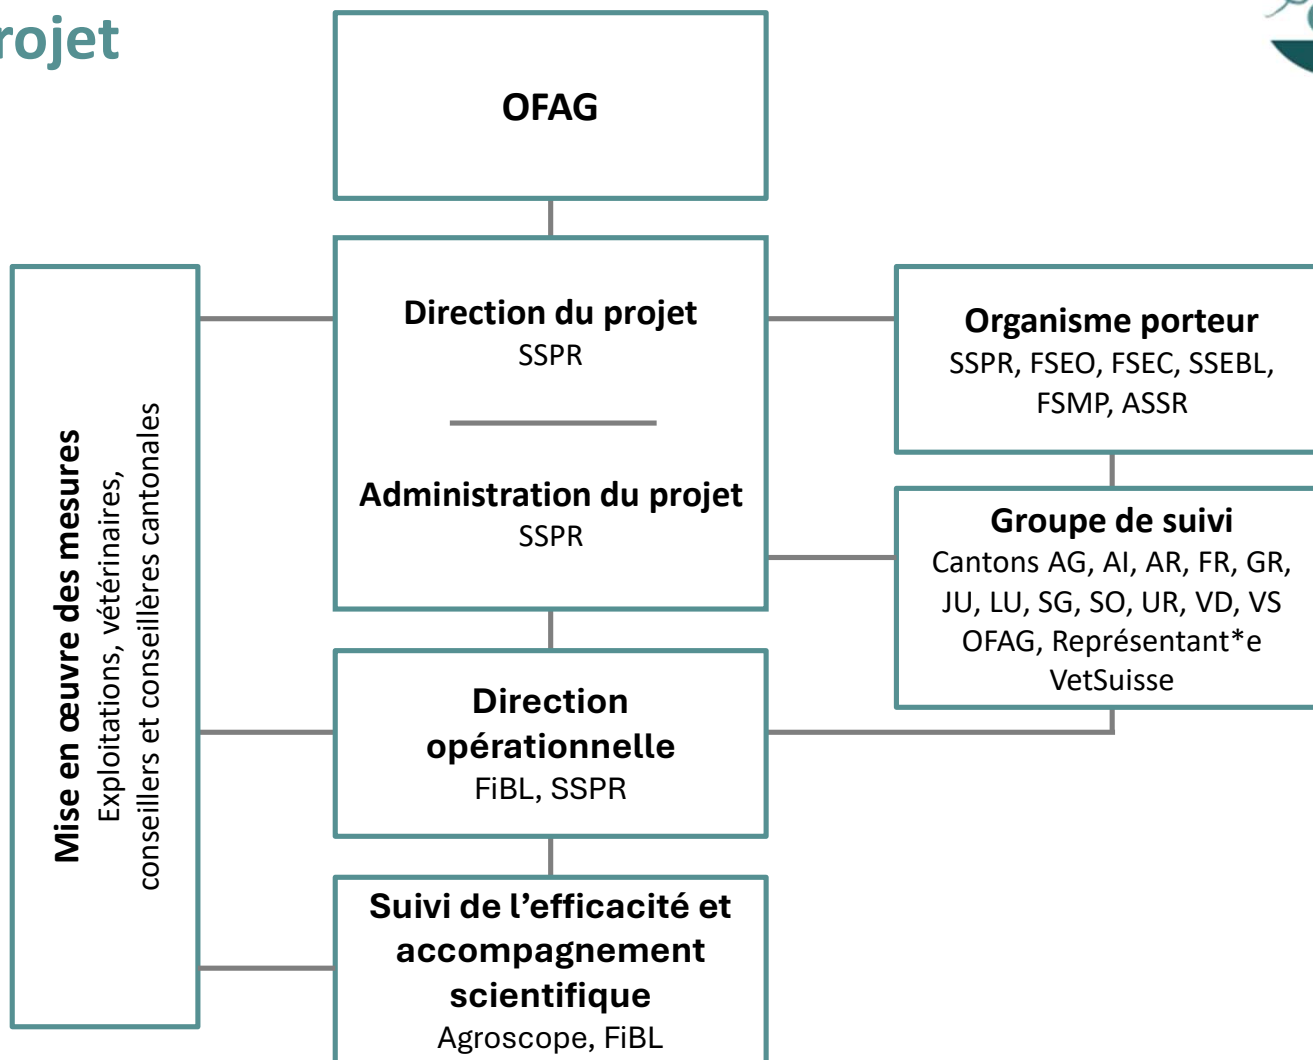 rojet
OFAG
Direction du projet
SSPR
Administration du projet
SSPR
Organisme porteur
SSPR, FSEO, FSEC, SSEBL,
FSMP, ASSR
Groupe de suivi
Cantons AG, AI, AR, FR, GR,
JU, LU, SG, SO, UR, VD, VS
OFAG, Représentant*e
VetSuisse
Mise en œuvre des mesures
Exploitations, vétérinaires,
conseillers et conseillères cantonales
Direction
opérationnelle
FiBL, SSPR
Suivi de l’efficacité et
accompagnement
scientifique
Agroscope, FiBL